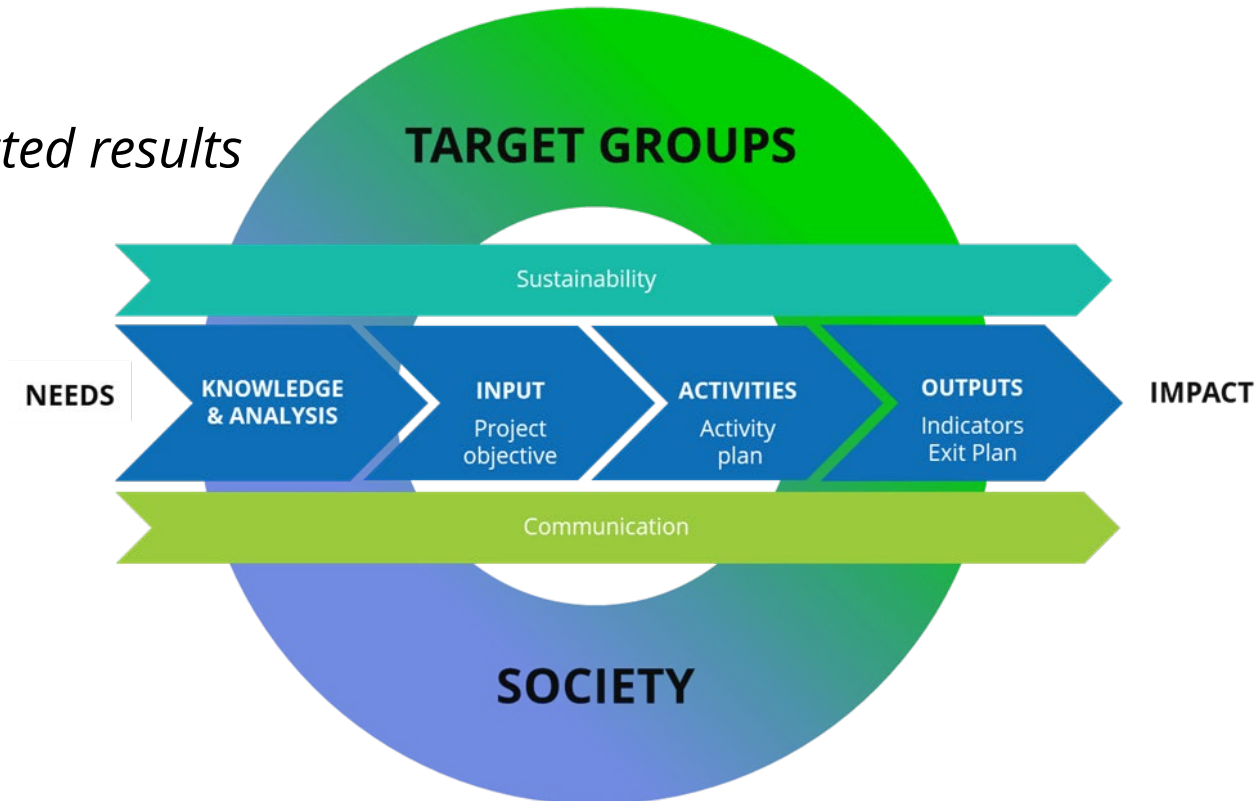 results
TARGET GROUPS
Sustainability
NEEDS
KNOWLEDGE
& ANALYSIS
INPUT
Project
objective
ACTIVITIES
Activity
plan
OUTPUTS
Indicators
Exit Plan
IMPACT
Communication
SOCIETY